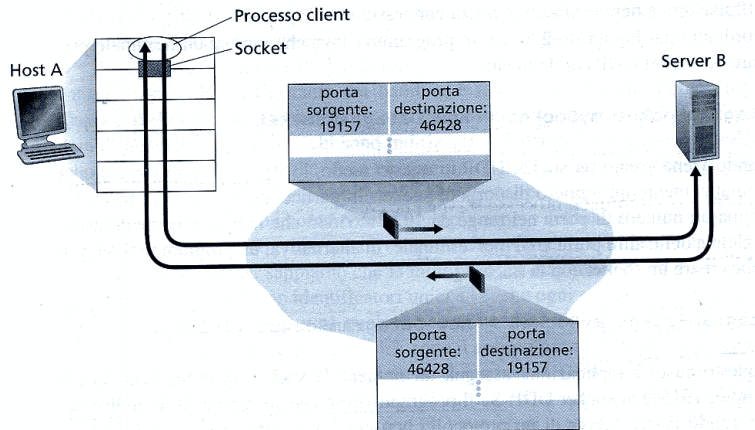 Processo client
Socket
Host A
Server B
porta
sorgente:
19157
porta
destinazione:
46428
porta
sorgente:
46428
porta
destinazione:
19157